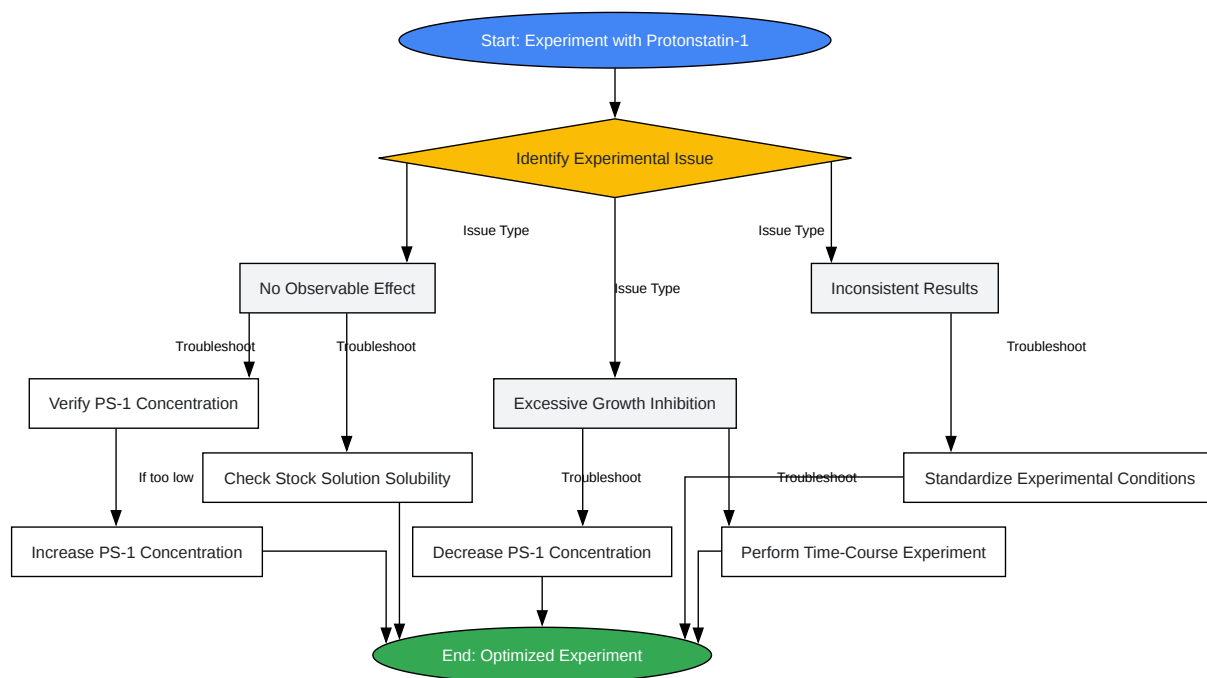 Start: Experiment with Protonstatin-1
Identify Experimental Issue
Issue Type
Issue Type
No Observable Effect
Issue Type
Inconsistent Results
Troubleshoot
Troubleshoot
Troubleshoot
Verify PS-1 Concentration
Excessive Growth Inhibition
If too low
Check Stock Solution Solubility
Troubleshoot
Troubleshoot
Standardize Experimental Conditions
Increase PS-1 Concentration
Decrease PS-1 Concentration
Perform Time-Course Experiment
End: Optimized Experiment